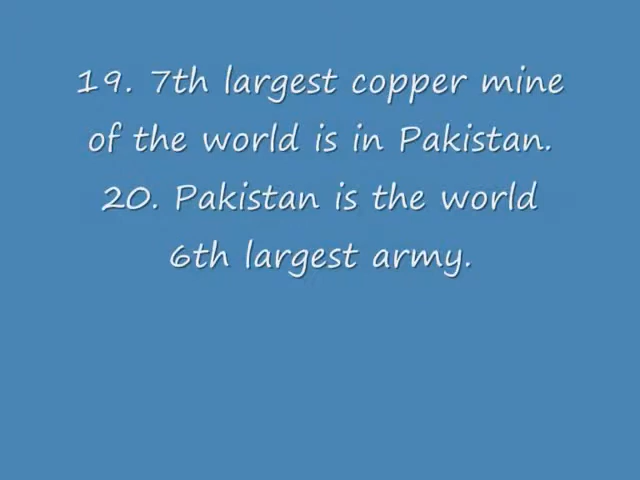 19. 7th largest copper mine
of the world is in Pakistan.
20. Pakistan is the world
6th largest army.